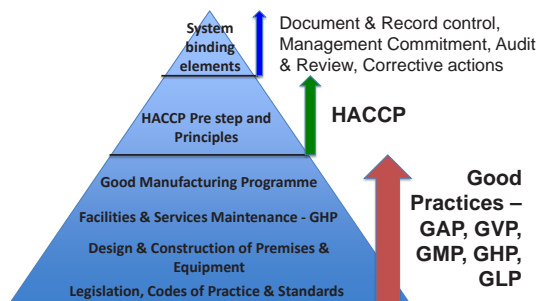 System
binding
elements
Document & Record control,
Management Commitment, Audit
& Review, Corrective actions
HACCP Pre step and
Principles
HACCP
Good Manufacturing Programme
Facilities & Services Maintenance - GHP
Design & Construction of Premises &
Equipment
Legislation, Codes of Practice & Standards
Good
Practices –
GAP, GVP,
GMP, GHP,
GLP